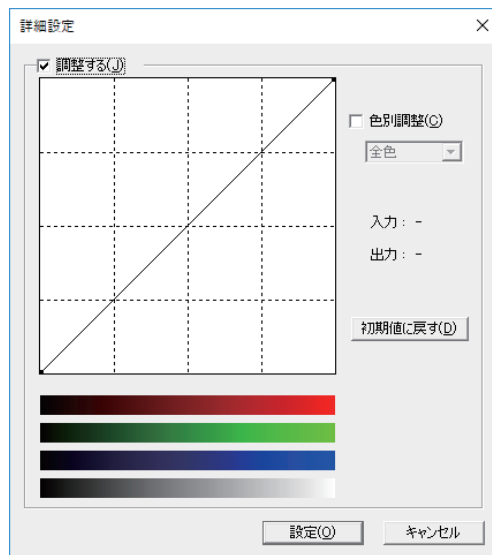 詳細設定
調整する(J)
色別調整(C)
全色
入力：-
出力：-
初期値に戻す(D)
設定(O)
キャンセル